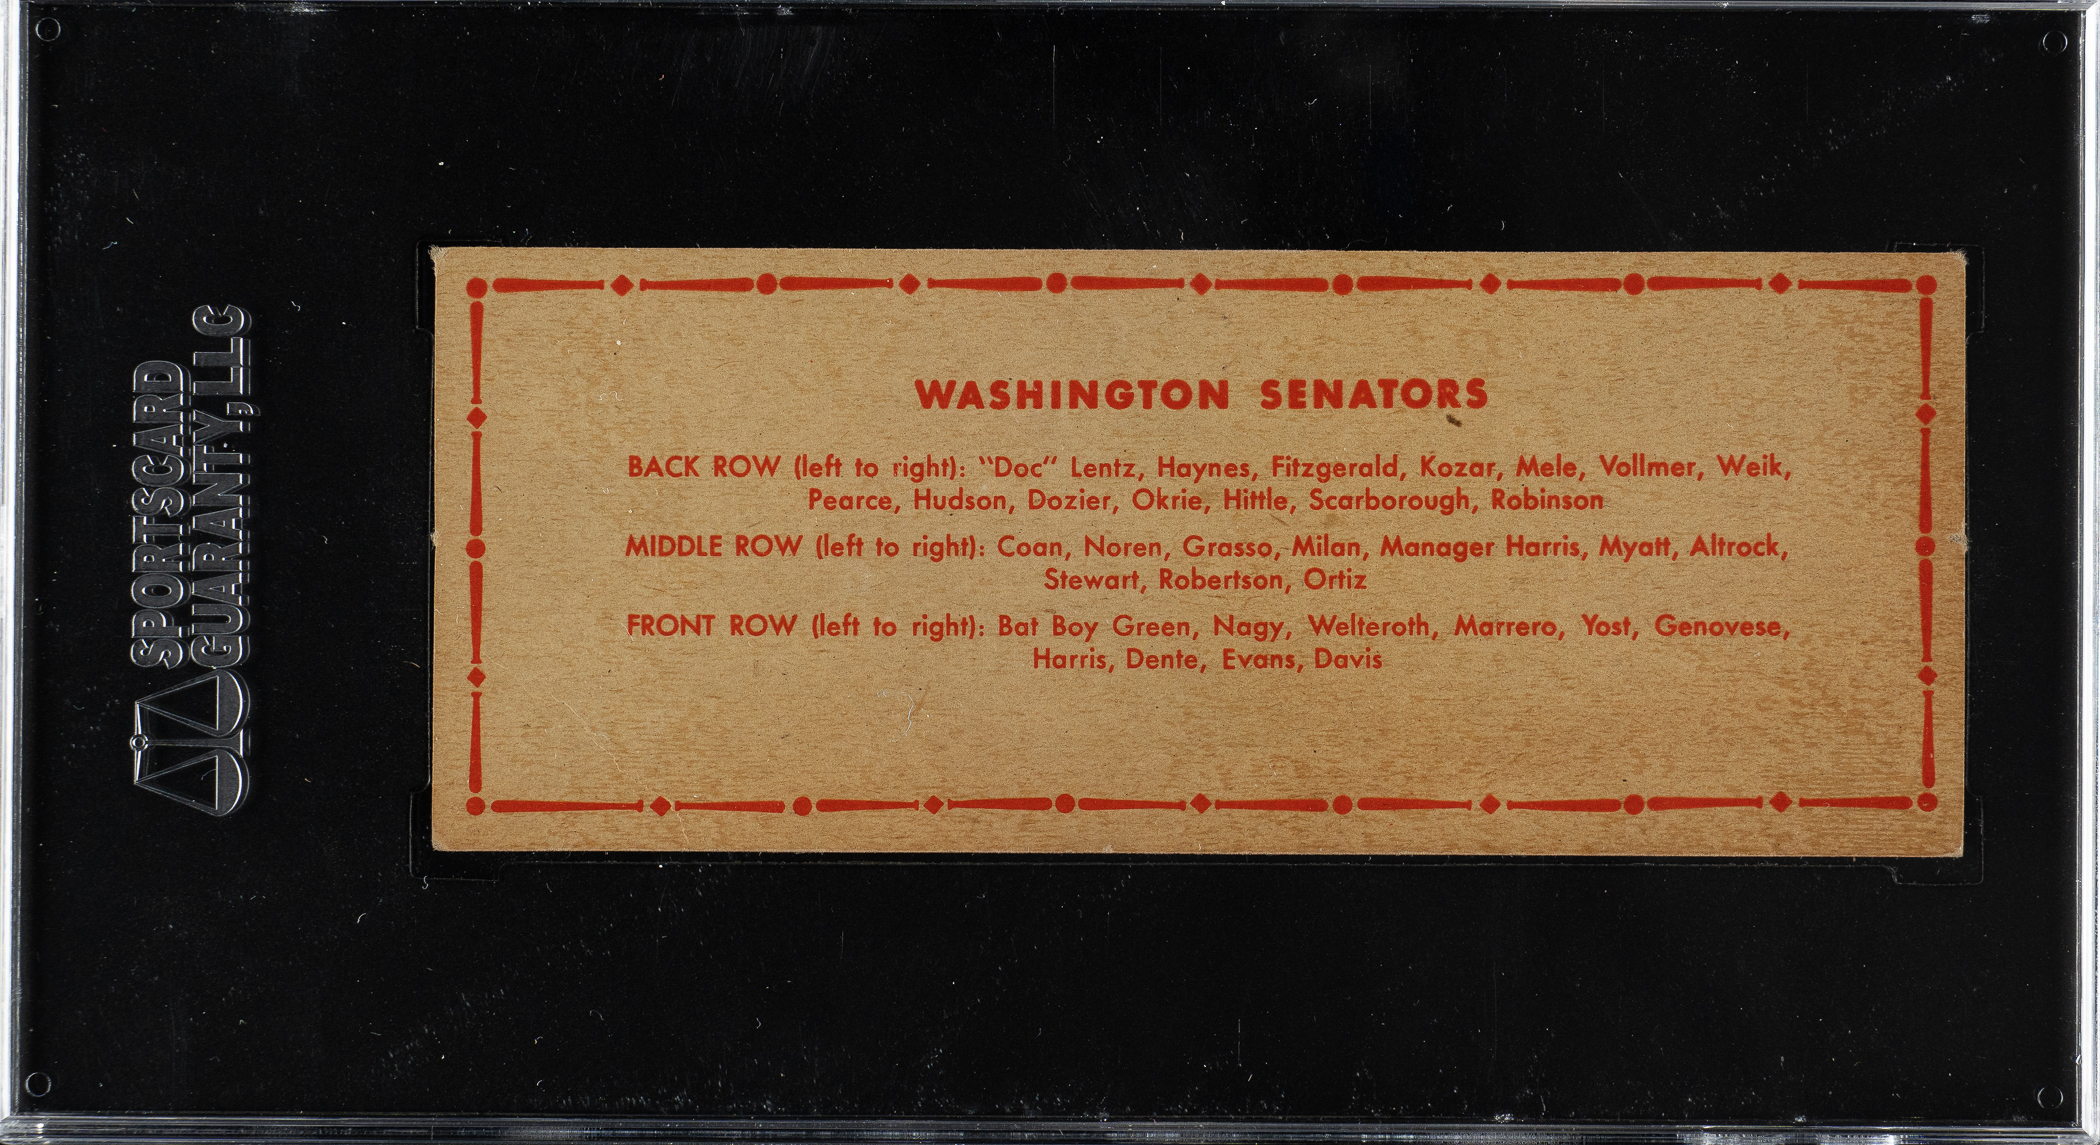 SPORTSCARD
GUARANTY, LLC
WASHINGTON SENATORS
BACK ROW (left to right): "Doc" Lentz, Haynes, Fitzgerald, Kozar, Mele, Vollmer, Weik,
Pearce, Hudson, Dozier, Okrie, Hittle, Scarborough, Robinson
MIDDLE ROW (left to right): Coan, Noren, Grasso, Milan, Manager Harris, Myatt, Altrock,
Stewart, Robertson, Ortiz
FRONT ROW (left to right): Bat Boy Green, Nagy, Welteroth, Marrero, Yost, Genovese,
Harris, Dente, Evans, Davis